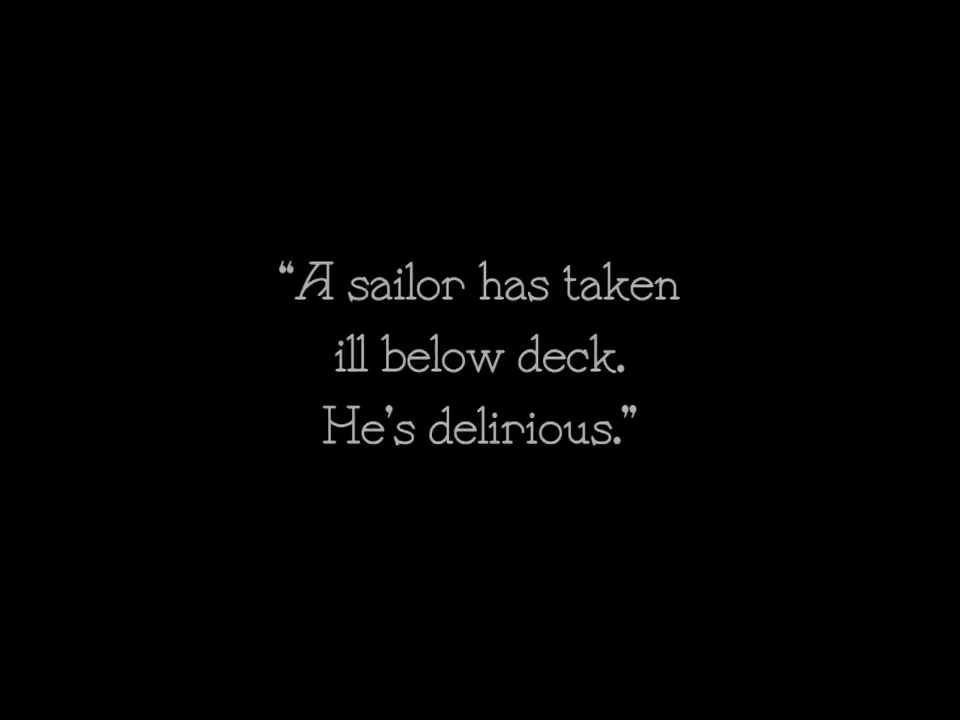 “A sailor has taken
ill below deck.
He’s delirious.”